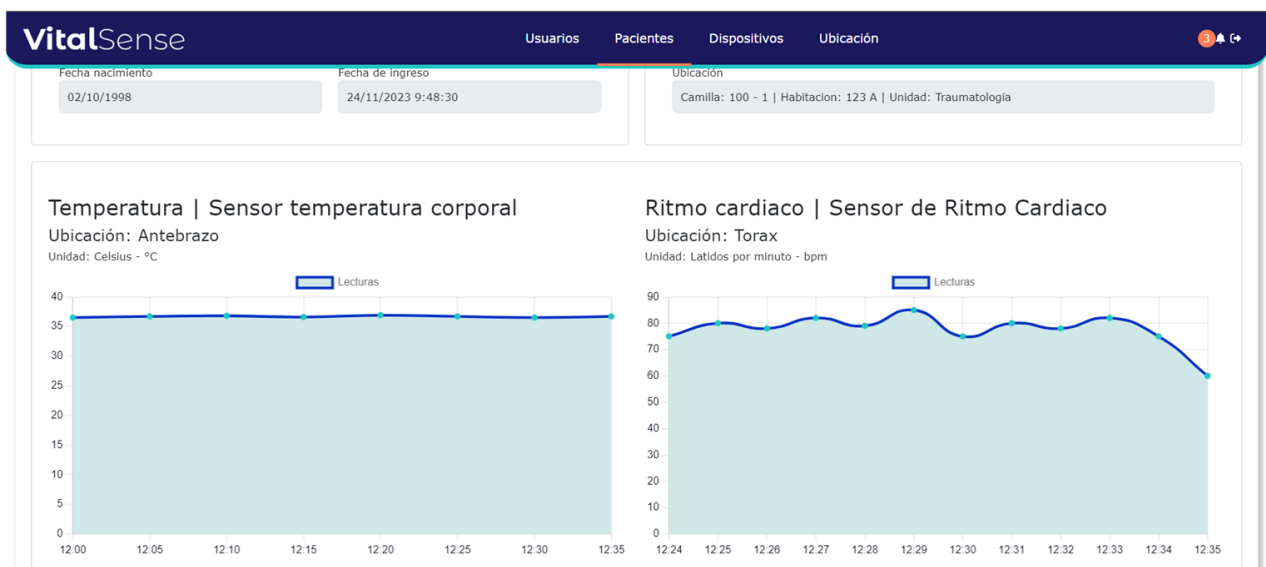 VitalSense
Usuarios Pacientes Dispositivos Ubicación 3
Fecha nacimiento Fecha de ingreso
02/10/1998 24/11/2023 9:48:30
Ubicación
Camilla: 100 - 1 | Habitacion: 123 A | Unidad: Traumatología
Temperatura | Sensor temperatura corporal
Ubicación: Antebrazo
Unidad: Celsius - °C
Lecturas
40
35
30
25
20
15
10
5
0
12:00 12:05 12:10 12:15 12:20 12:25 12:30 12:35
Ritmo cardiaco | Sensor de Ritmo Cardiaco
Ubicación: Torax
Unidad: Latidos por minuto - bpm
Lecturas
90
80
70
60
50
40
30
20
10
0
12:24 12:25 12:26 12:27 12:28 12:29 12:30 12:31 12:32 12:33 12:34 12:35